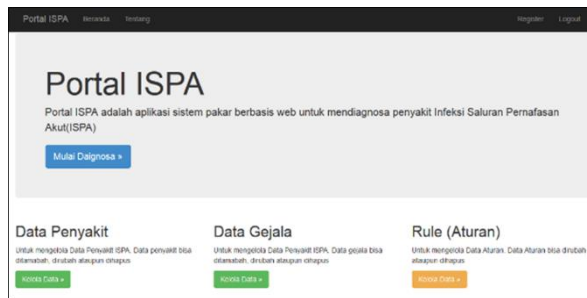 Portal ISPA Beranda Tentang Register Logout
Portal ISPA
Portal ISPA adalah aplikasi sistem pakar berbasis web untuk mendiagnosa penyakit Infeksi Saluran Pernafasan
Akut(ISPA)
Mulai Daignosa »
Data Penyakit
Untuk mengelola Data Penyakit ISPA. Data penyakit bisa
ditamabah, dirubah ataupun dihapus
Kelola Data »
Data Gejala
Untuk mengelola Data Penyakit ISPA. Data gejala bisa
ditamabah, dirubah ataupun dihapus
Kelola Data »
Rule (Aturan)
Untuk mengelola Data Aturan. Data Aturan bisa dirubah
ataupun dihapus
Kelola Data »